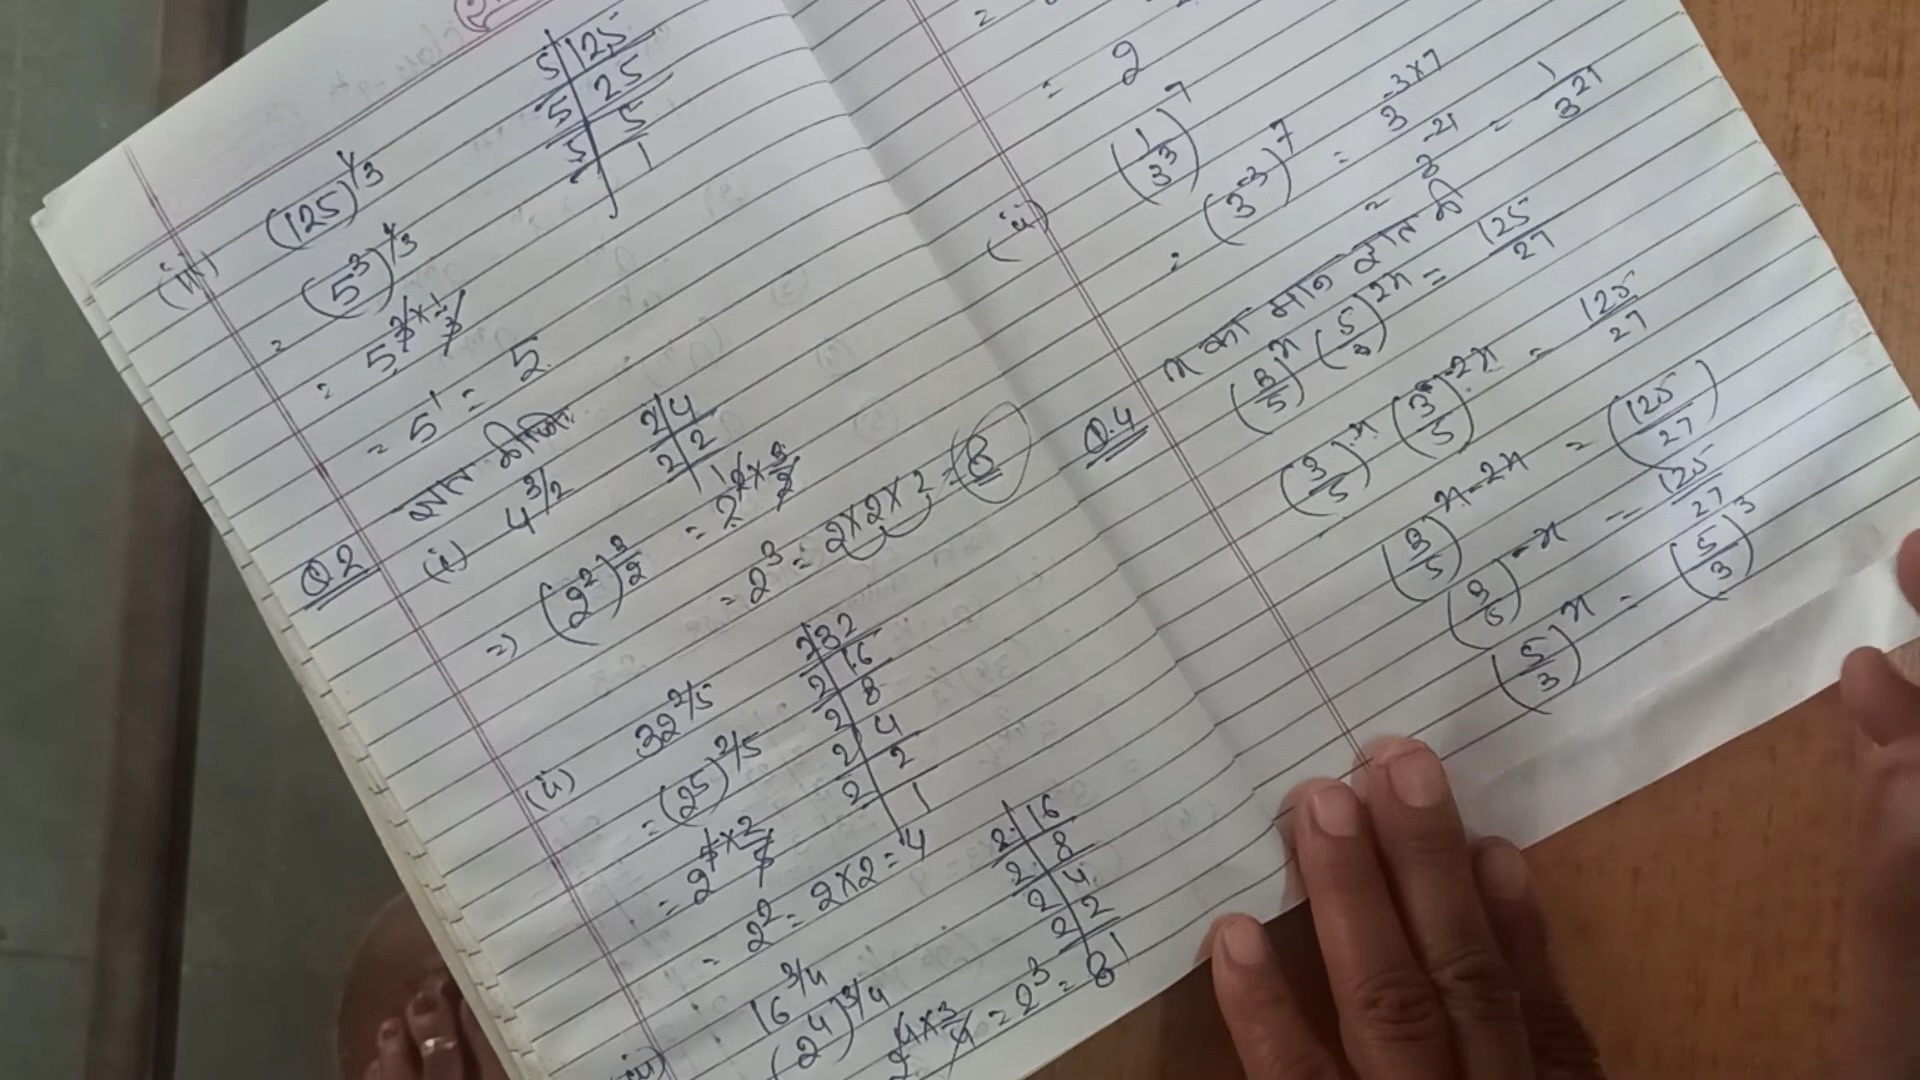 5 | 125
5 | 25
5 | 5
1
(iii) (125)^1/3
= (5^3)^1/3
= 5^3×1/3
= 5^1 = 5
Q.2
(i) 4^3/2
2 | 4
2 | 2
1
=) (2^2)^3/2 = 2^2×3/2
= 2^3 = 2×2×2 = 8
(ii) 32^2/5
2 | 32
2 | 16
2 | 8
2 | 4
2 | 2
1
= (2^5)^2/5
= 2^5×2/5
= 2^2 = 2×2 = 4
(iii) 16^3/4
2 | 16
2 | 8
2 | 4
2 | 2
1
(2^4)^3/4
2^4×3/4 = 2^3 = 8
= 2
(ii) (1/3^3)^7
= (3^-3)^7 = 3^-3×7
= 3^-21 = 1/3^21
Q.4 x का मान ज्ञात की
(3/5)^x (5/3)^2x = 125/27
(3/5)^x (3/5)^-2x = 125/27
(3/5)^x-2x = (125/27)
(3/5)^-x = 125/27
(5/3)^x = (5/3)^3